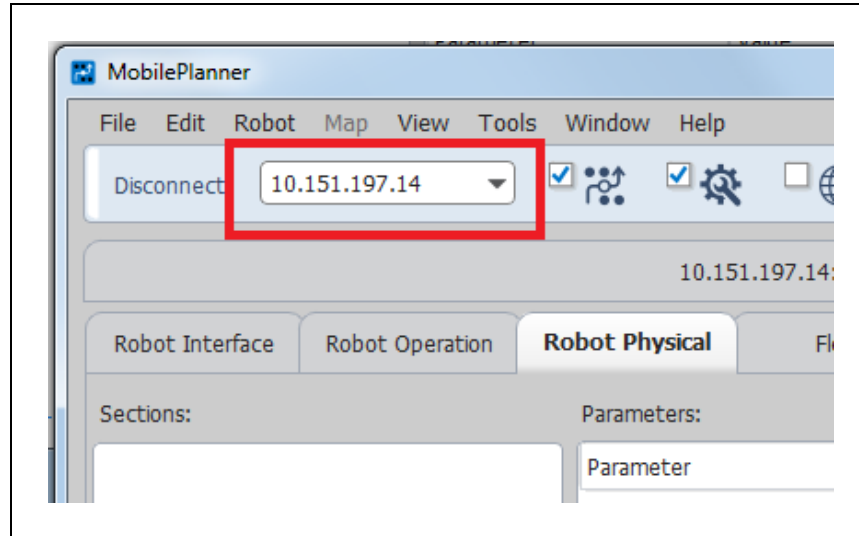 MobilePlanner
File Edit Robot Map View Tools Window Help
Disconnect 10.151.197.14
10.151.197.14:
Robot Interface Robot Operation Robot Physical Fl
Sections: Parameters:
Parameter